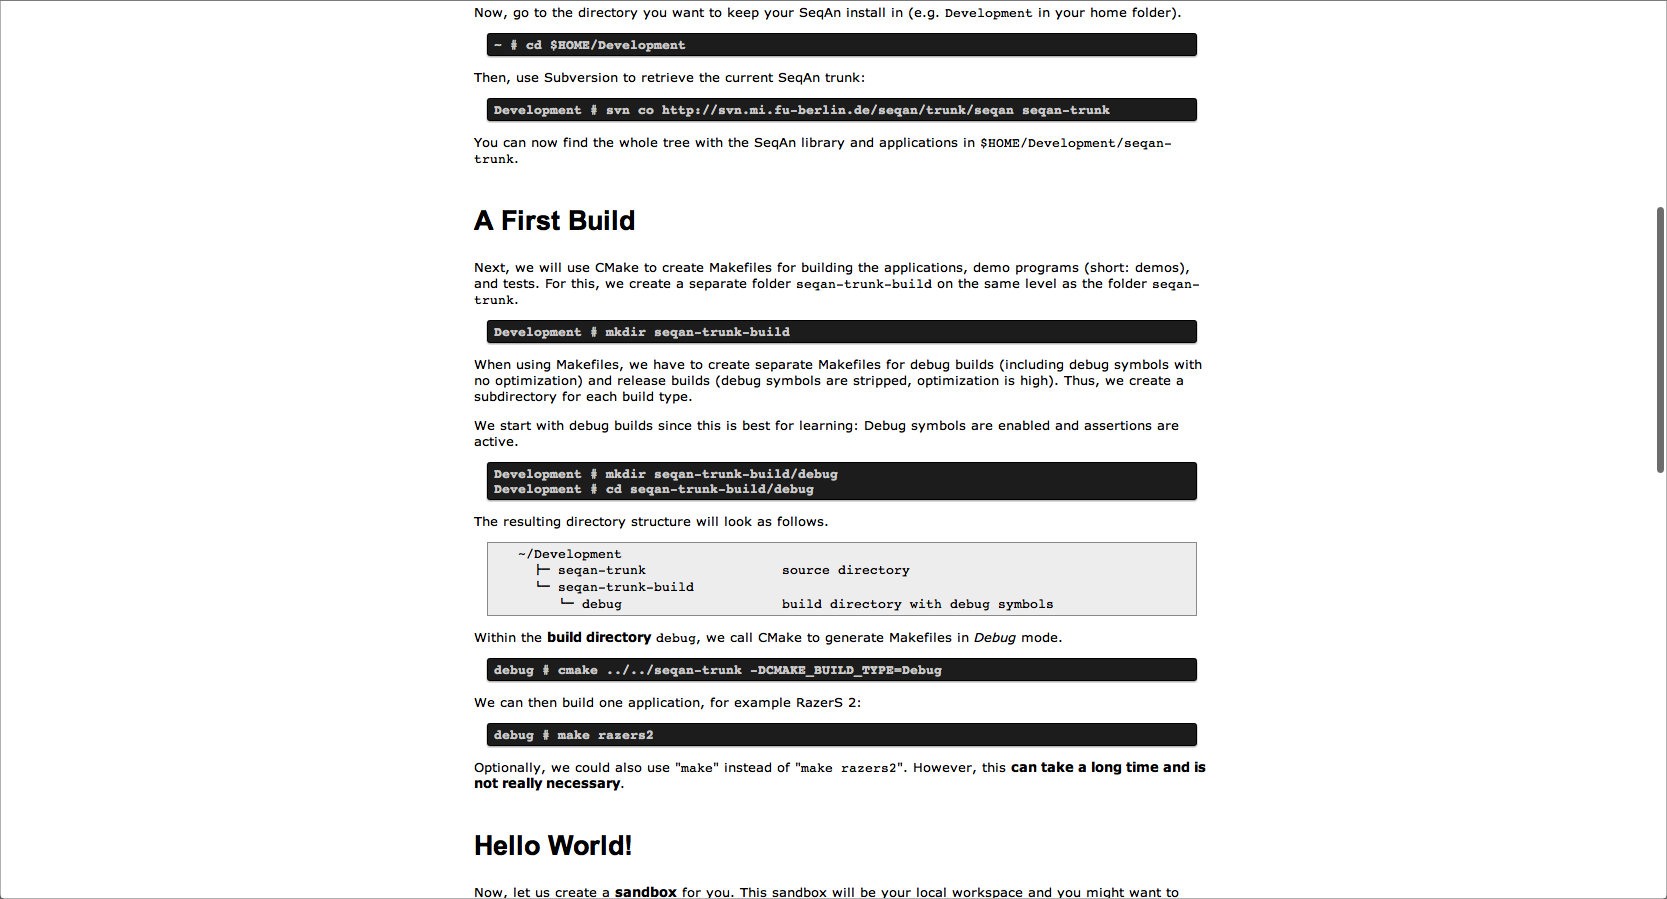 Now, go to the directory you want to keep your SeqAn install in (e.g. Development in your home folder).
~ # cd $HOME/Development
Then, use Subversion to retrieve the current SeqAn trunk:
Development # svn co http://svn.mi.fu-berlin.de/seqan/trunk/seqan seqan-trunk
You can now find the whole tree with the SeqAn library and applications in $HOME/Development/seqan-
trunk.
A First Build
Next, we will use CMake to create Makefiles for building the applications, demo programs (short: demos),
and tests. For this, we create a separate folder seqan-trunk-build on the same level as the folder seqan-
trunk.
Development # mkdir seqan-trunk-build
When using Makefiles, we have to create separate Makefiles for debug builds (including debug symbols with
no optimization) and release builds (debug symbols are stripped, optimization is high). Thus, we create a
subdirectory for each build type.
We start with debug builds since this is best for learning: Debug symbols are enabled and assertions are
active.
Development # mkdir seqan-trunk-build/debug
Development # cd seqan-trunk-build/debug
The resulting directory structure will look as follows.
~/Development
├─ seqan-trunk source directory
└─ seqan-trunk-build
└─ debug build directory with debug symbols
Within the build directory debug, we call CMake to generate Makefiles in Debug mode.
debug # cmake ../../seqan-trunk -DCMAKE_BUILD_TYPE=Debug
We can then build one application, for example RazerS 2:
debug # make razers2
Optionally, we could also use "make" instead of "make razers2". However, this can take a long time and is
not really necessary.
Hello World!
Now, let us create a sandbox for you. This sandbox will be your local workspace and you might want to